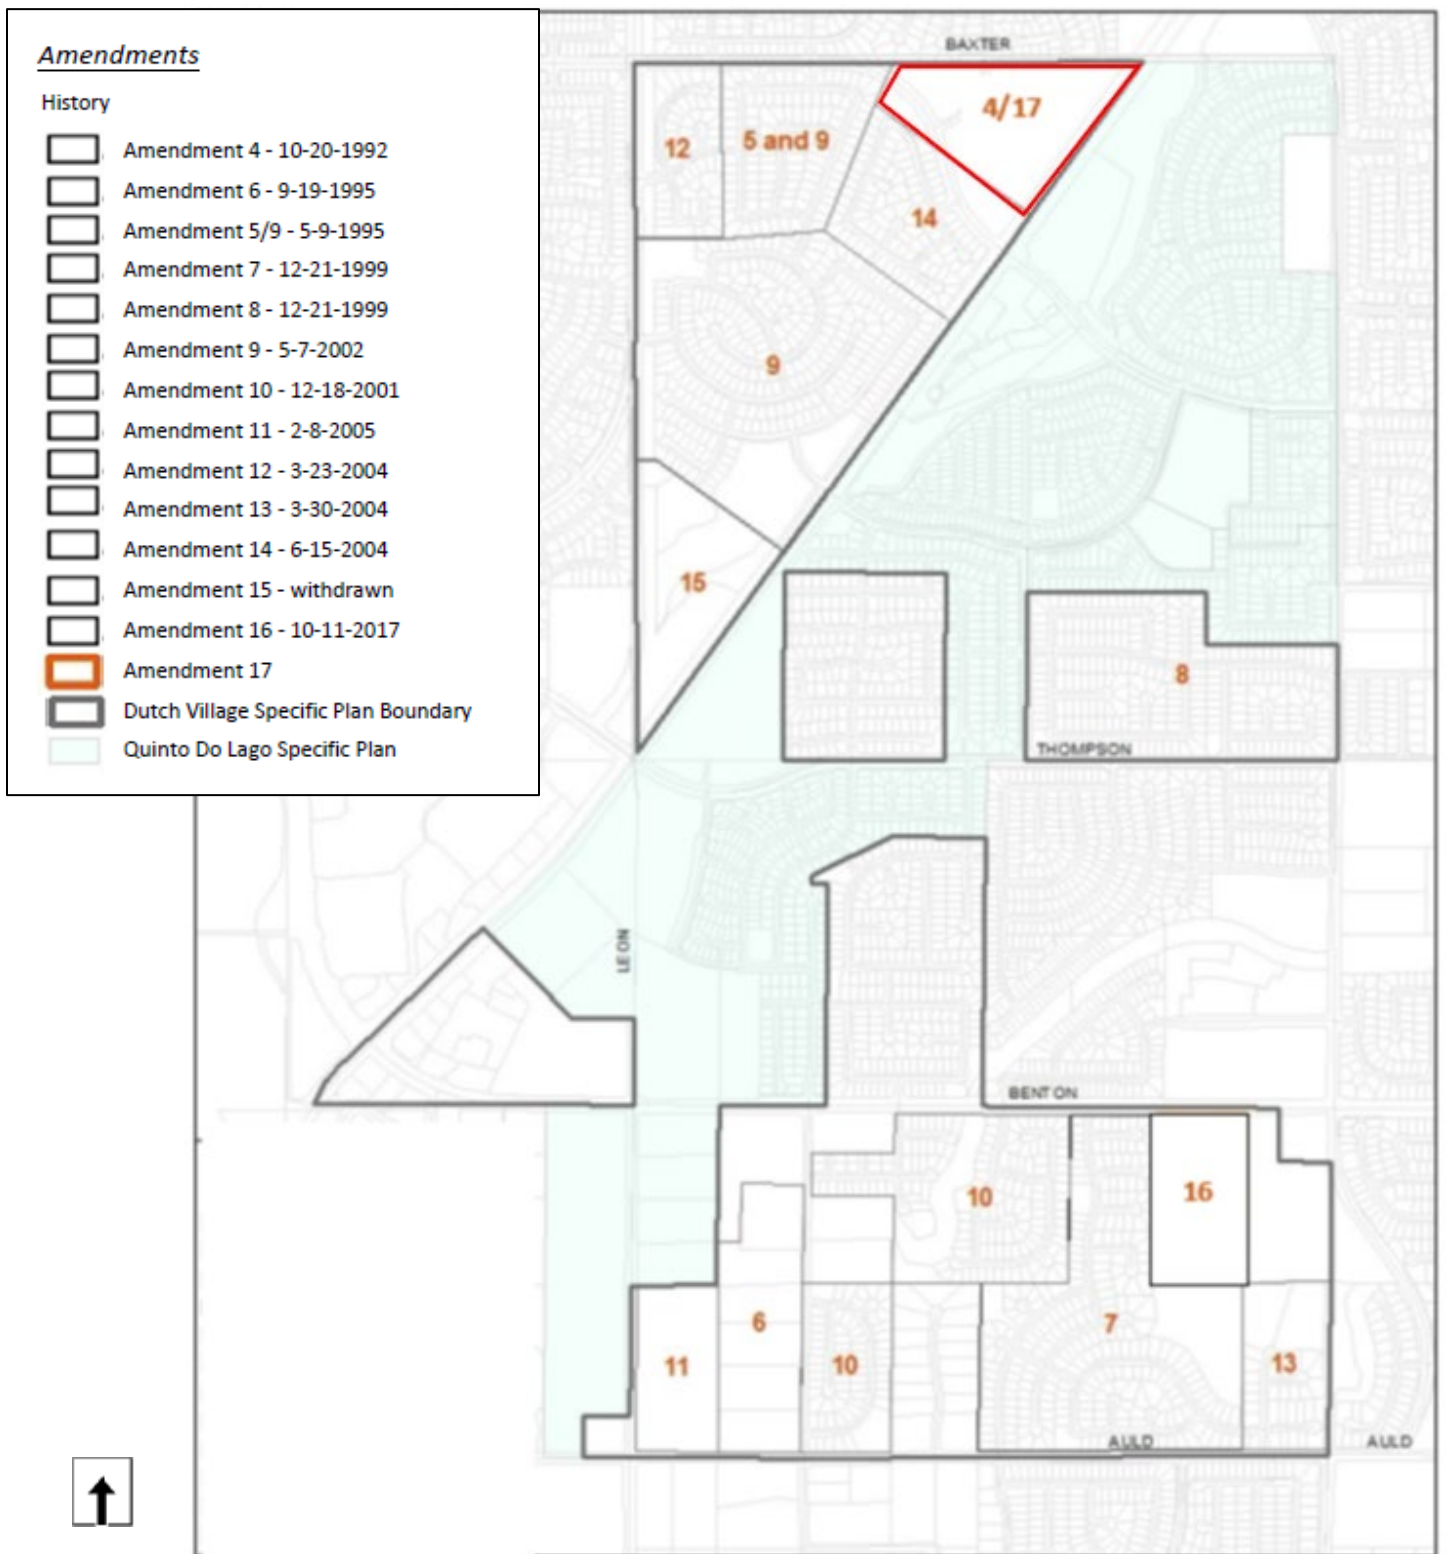 Amendments
History
Amendment 4 - 10-20-1992
Amendment 6 - 9-19-1995
Amendment 5/9 - 5-9-1995
Amendment 7 - 12-21-1999
Amendment 8 - 12-21-1999
Amendment 9 - 5-7-2002
Amendment 10 - 12-18-2001
Amendment 11 - 2-8-2005
Amendment 12 - 3-23-2004
Amendment 13 - 3-30-2004
Amendment 14 - 6-15-2004
Amendment 15 - withdrawn
Amendment 16 - 10-11-2017
Amendment 17
Dutch Village Specific Plan Boundary
Quinto Do Lago Specific Plan
BAXTER
4/17
12
5 and 9
14
9
15
8
THOMPSON
LEON
BENTON
10
16
6
7
11
10
13
AULD
AULD